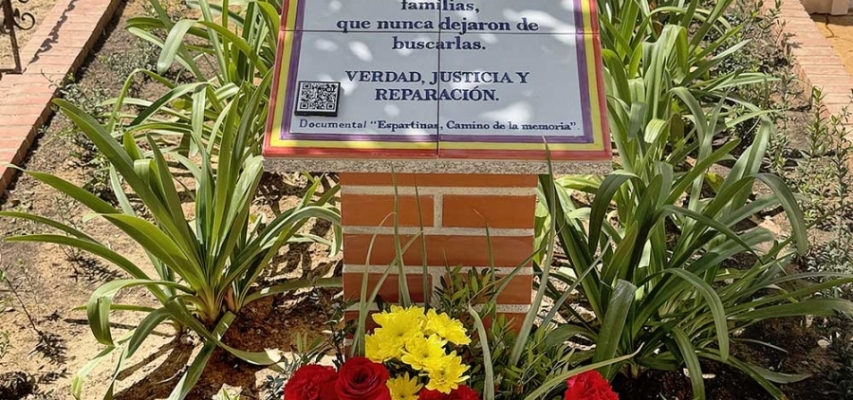 familias,
que nunca dejaron de
buscarlas.
VERDAD, JUSTICIA Y
REPARACIÓN.
Documental "Espartinas, Camino de la memoria".